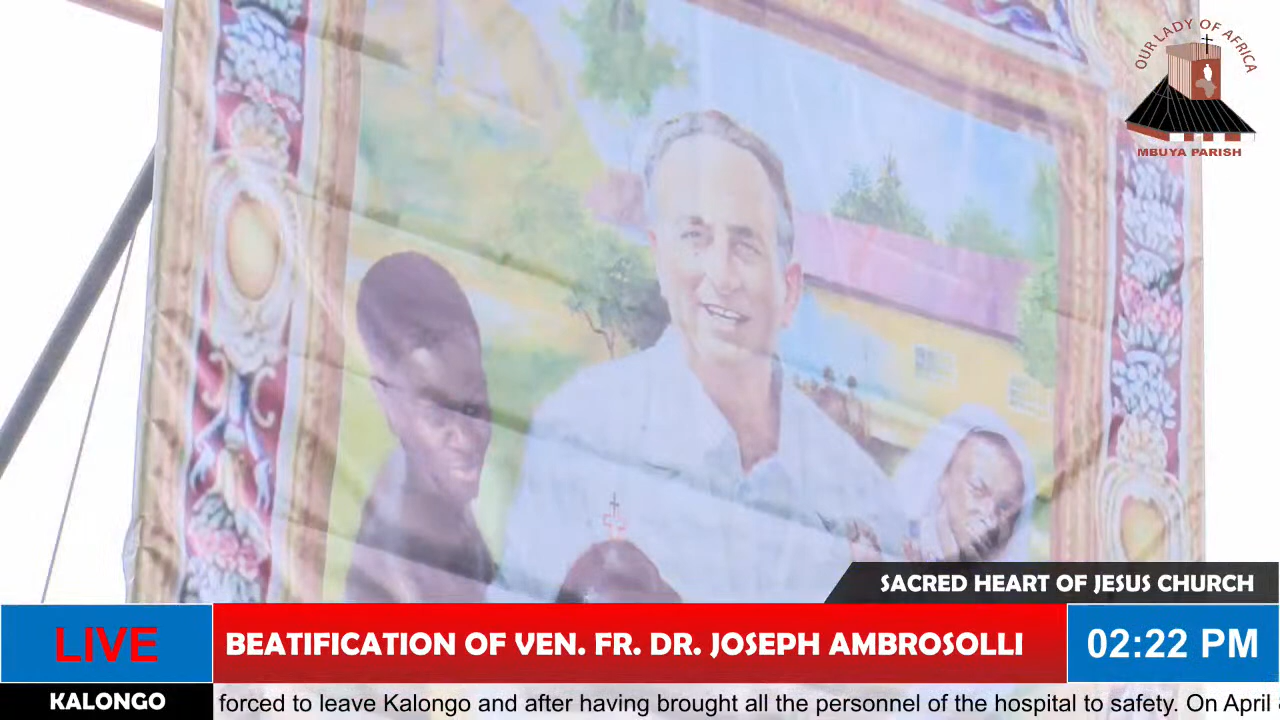 OUR LADY OF AFRICA
MBUYA PARISH
SACRED HEART OF JESUS CHURCH
LIVE
BEATIFICATION OF VEN. FR. DR. JOSEPH AMBROSOLLI
02:22 PM
KALONGO
forced to leave Kalongo and after having brought all the personnel of the hospital to safety. On April